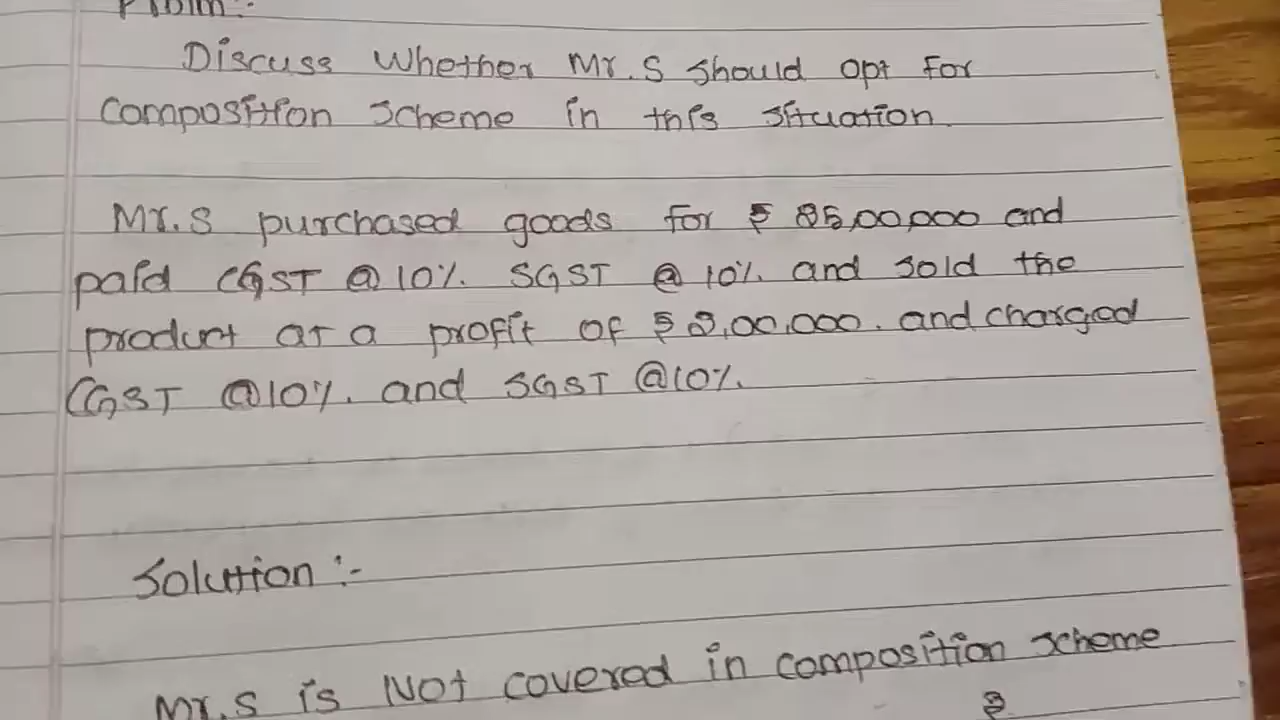 Discuss Whether Mr.S should opt for
composition scheme in this situation.
Mr.S purchased goods for ₹ 85,00,000 and
paid CGST @ 10%. SGST @ 10%. and sold the
product at a profit of ₹ 3,00,000. and charged
CGST @10%. and SGST @10%.
Solution :-
Mr.S is Not covered in composition scheme